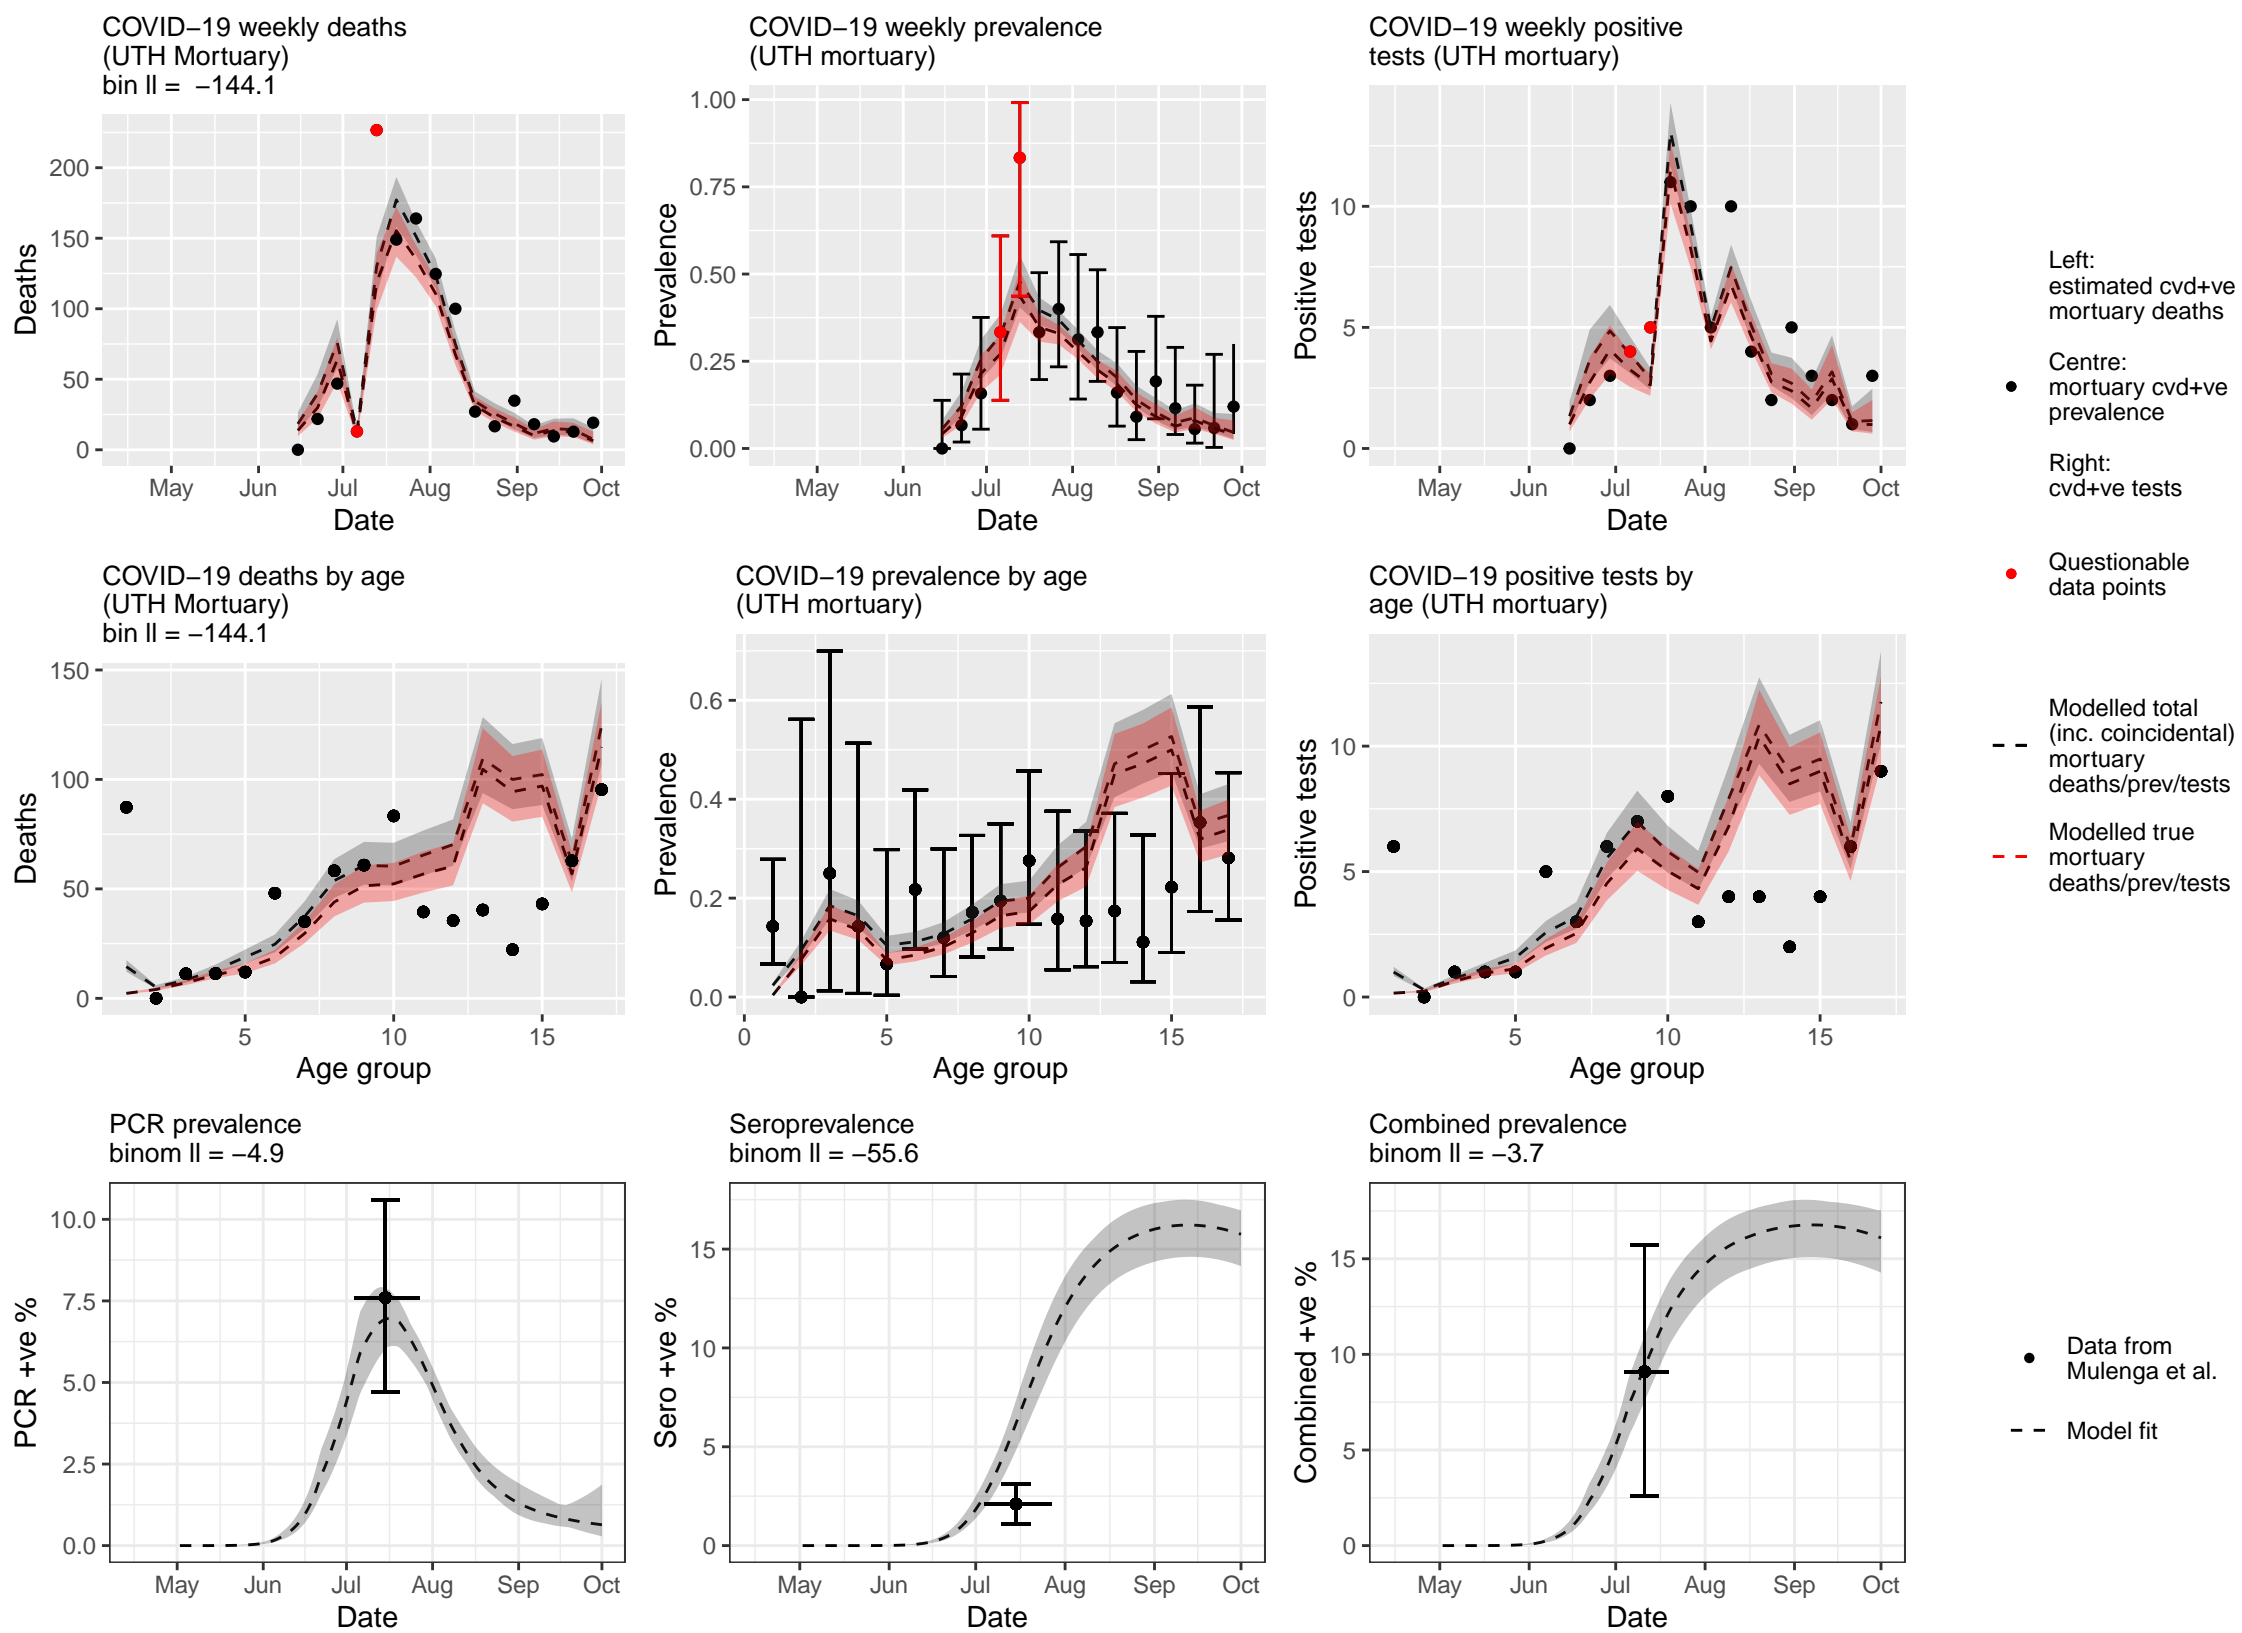 COVID−19 weekly deaths
(UTH Mortuary)
bin ll =  −144.1
Deaths
200
150
100
50
0
May
Jun
Jul
Aug
Sep
Oct
Date
COVID−19 weekly prevalence
(UTH mortuary)
Prevalence
1.00
0.75
0.50
0.25
0.00
May
Jun
Jul
Aug
Sep
Oct
Date
COVID−19 weekly positive
tests (UTH mortuary)
Positive tests
10
5
0
May
Jun
Jul
Aug
Sep
Oct
Date
Left:
estimated cvd+ve
mortuary deaths
Centre:
mortuary cvd+ve
prevalence
Right:
cvd+ve tests
Questionable
data points
COVID−19 deaths by age
(UTH Mortuary)
bin ll = −144.1
Deaths
150
100
50
0
5
10
15
Age group
COVID−19 prevalence by age
(UTH mortuary)
Prevalence
0.6
0.4
0.2
0.0
0
5
10
15
Age group
COVID−19 positive tests by
age (UTH mortuary)
Positive tests
10
5
0
5
10
15
Age group
Modelled total
(inc. coincidental)
mortuary
deaths/prev/tests
Modelled true
mortuary
deaths/prev/tests
PCR prevalence
binom ll = −4.9
PCR +ve %
10.0
7.5
5.0
2.5
0.0
May
Jun
Jul
Aug
Sep
Oct
Date
Seroprevalence
binom ll = −55.6
Sero +ve %
15
10
5
0
May
Jun
Jul
Aug
Sep
Oct
Date
Combined prevalence
binom ll = −3.7
Combined +ve %
15
10
5
0
May
Jun
Jul
Aug
Sep
Oct
Date
Data from
Mulenga et al.
Model fit